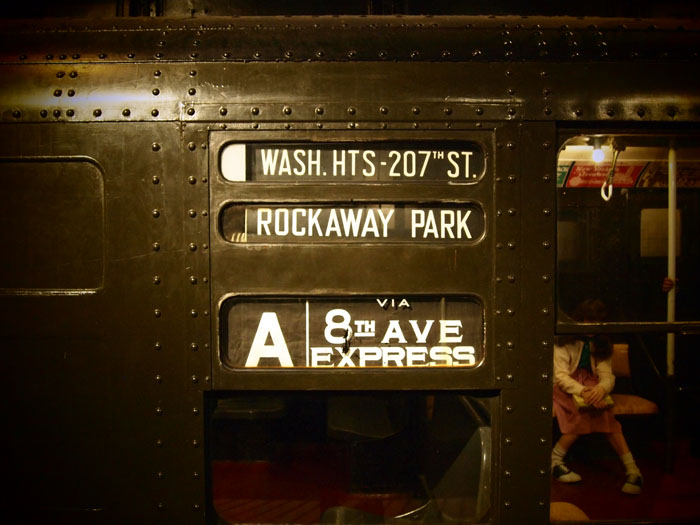 WASH. HTS - 207TH ST.
ROCKAWAY PARK
VIA
A 8TH AVE
EXPRESS